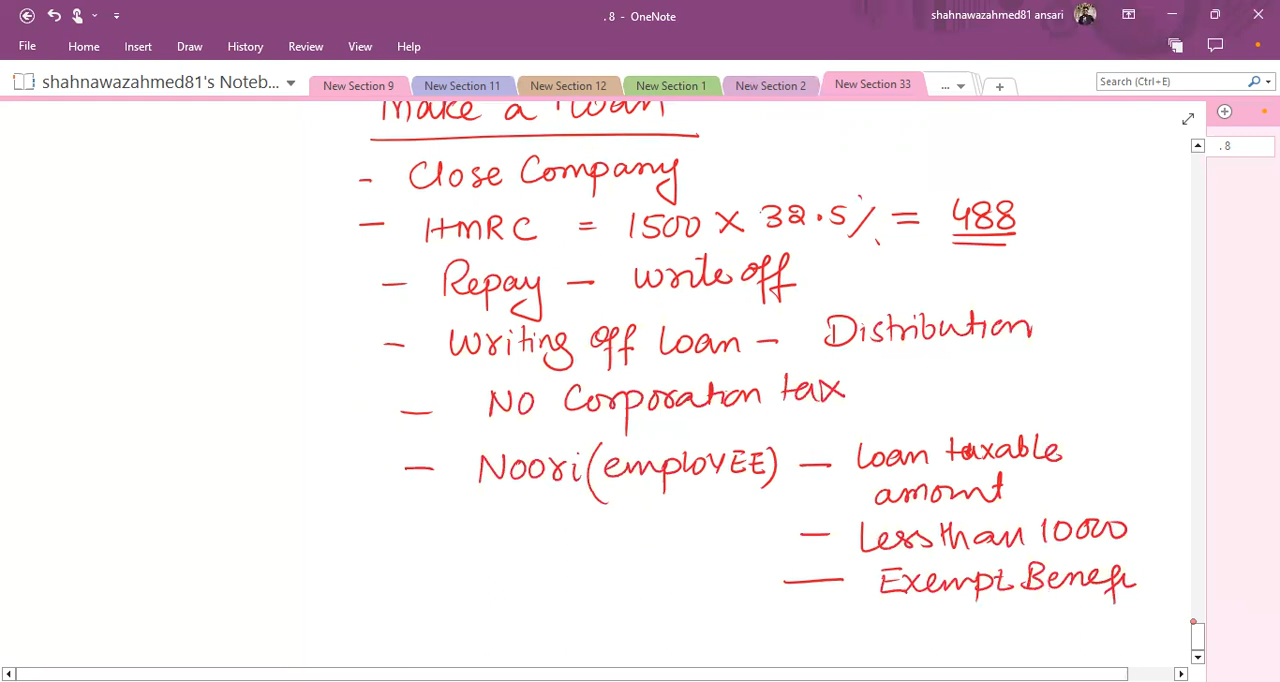 . 8 - OneNote
shahnawazahmed81 ansari
File Home Insert Draw History Review View Help
shahnawazahmed81's Noteb...
New Section 9
New Section 11
New Section 12
New Section 1
New Section 2
New Section 33
...
Search (Ctrl+E)
. 8
Make a loan
- Close Company
- HMRC = 1500 × 32.5% = 488
- Repay - write off
- Writing off loan - Distribution
- NO Corporation tax
- Noori (employEE) - Loan taxable
amount
- Less than 10000
- Exempt Benefi